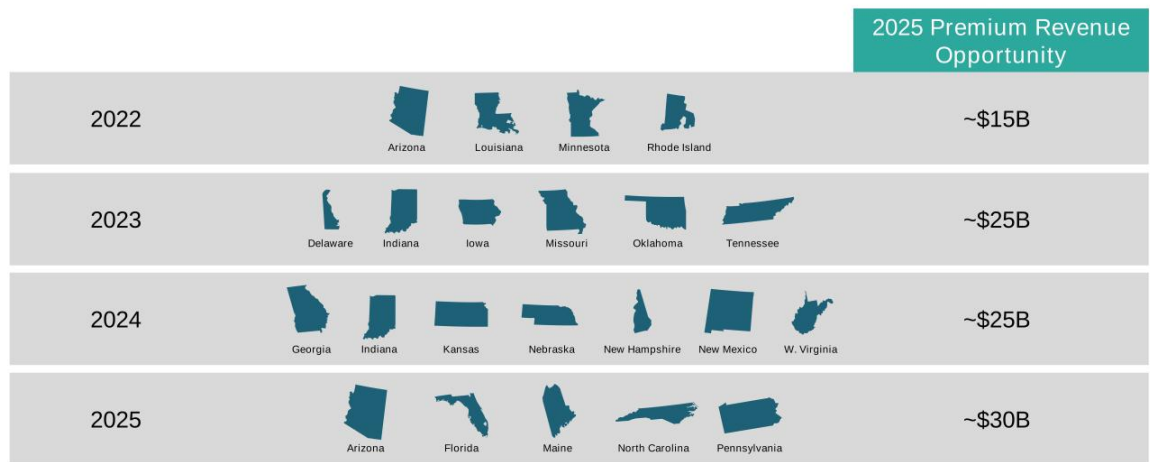 2025 Premium Revenue
Opportunity
2022
Arizona Louisiana Minnesota Rhode Island
~$15B
2023
Delaware Indiana Iowa Missouri Oklahoma Tennessee
~$25B
2024
Georgia Indiana Kansas Nebraska New Hampshire New Mexico W. Virginia
~$25B
2025
Arizona Florida Maine North Carolina Pennsylvania
~$30B